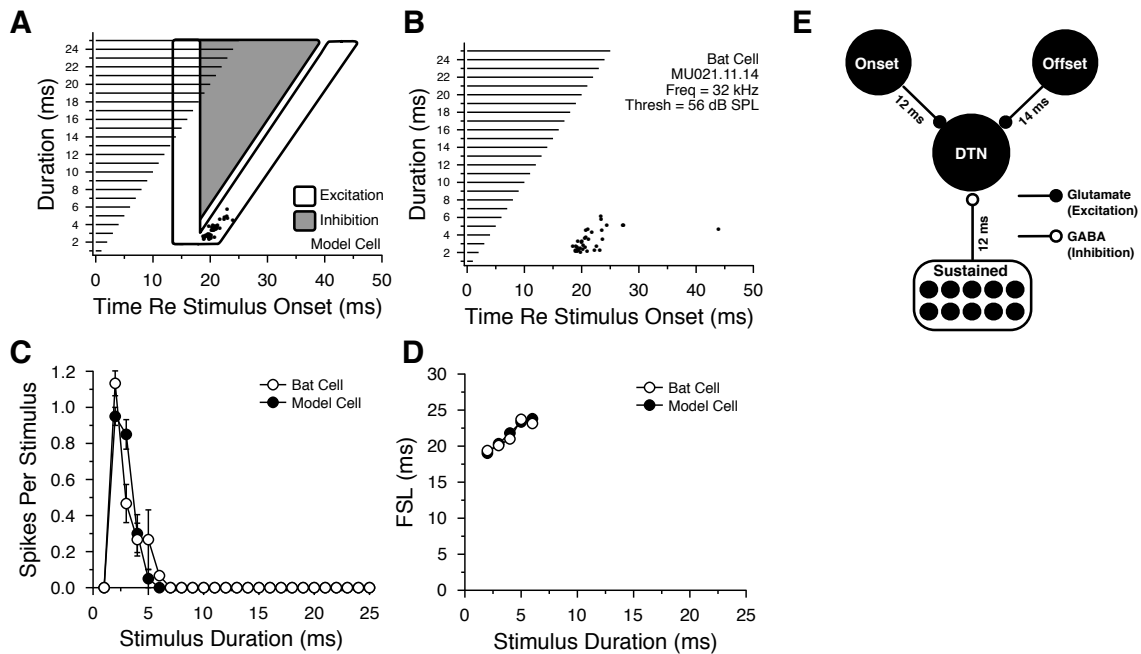 A
24
22
20
18
16
14
12
10
8
6
4
2
Duration (ms)
Excitation
Inhibition
Model Cell
0 10 20 30 40 50
Time Re Stimulus Onset (ms)
B
24
22
20
18
16
14
12
10
8
6
4
2
Duration (ms)
Bat Cell
MU021.11.14
Freq = 32 kHz
Thresh = 56 dB SPL
0 10 20 30 40 50
Time Re Stimulus Onset (ms)
E
Onset
Offset
12 ms
14 ms
DTN
12 ms
Glutamate
(Excitation)
GABA
(Inhibition)
Sustained
C
1.2
1.0
0.8
0.6
0.4
0.2
0.0
Spikes Per Stimulus
Bat Cell
Model Cell
0 5 10 15 20 25
Stimulus Duration (ms)
D
30
25
20
15
10
5
0
FSL (ms)
Bat Cell
Model Cell
0 5 10 15 20 25
Stimulus Duration (ms)